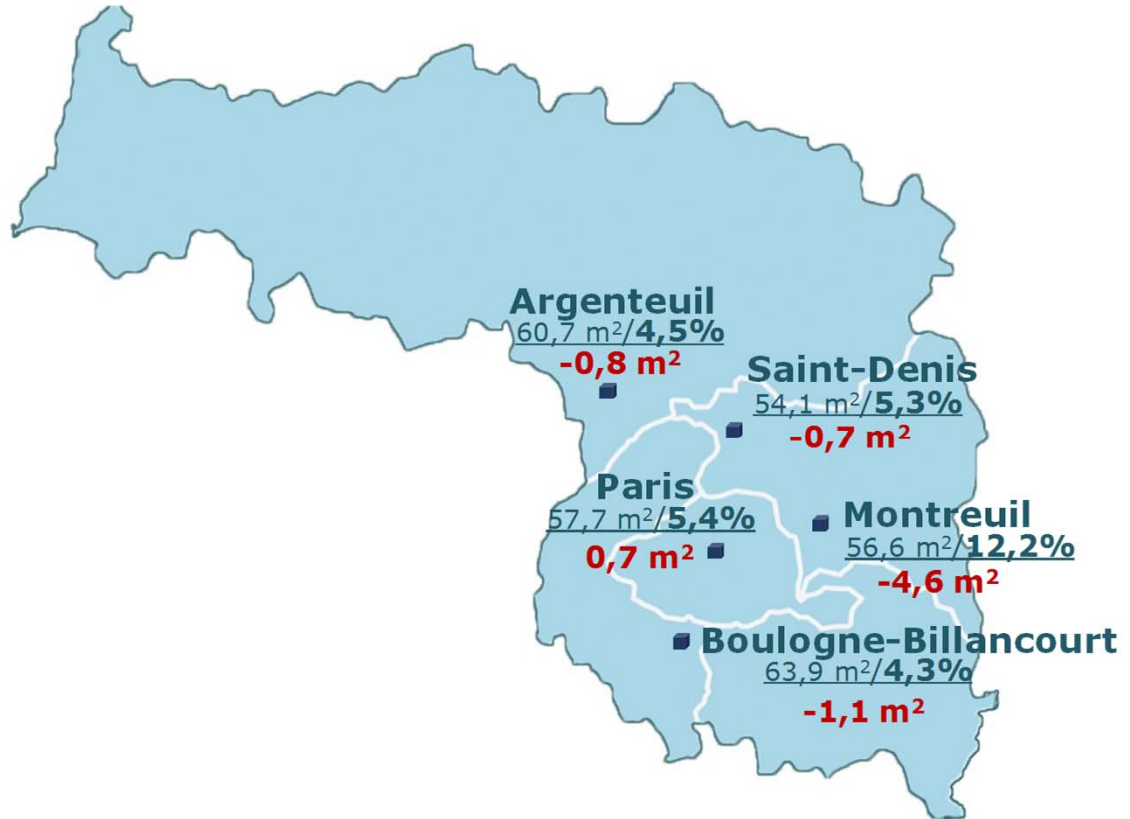 Argenteuil
60,7 m²/4,5%
-0,8 m²
Saint-Denis
54,1 m²/5,3%
-0,7 m²
Paris
57,7 m²/5,4%
0,7 m²
Montreuil
56,6 m²/12,2%
-4,6 m²
Boulogne-Billancourt
63,9 m²/4,3%
-1,1 m²